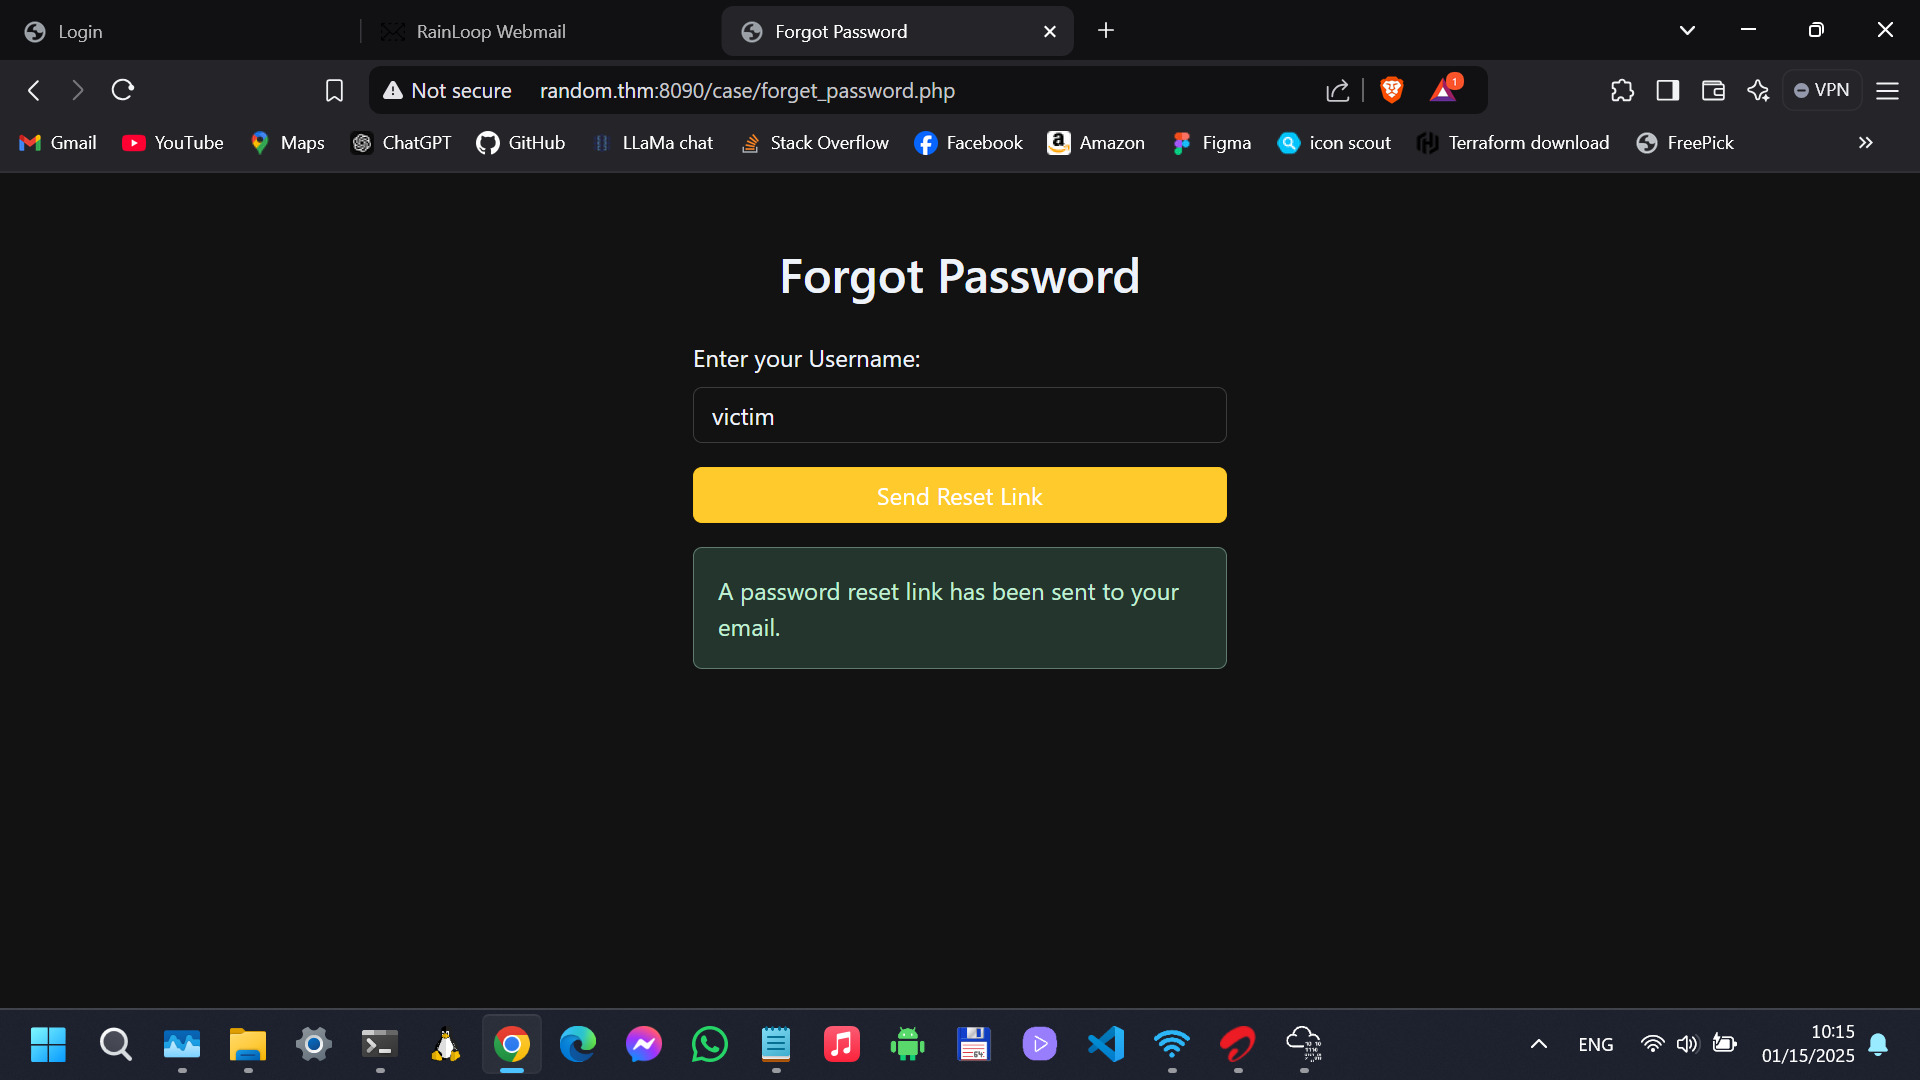 Login
RainLoop Webmail
Forgot Password
Not secure
random.thm:8090/case/forget_password.php
1
VPN
Gmail
YouTube
Maps
ChatGPT
GitHub
LLaMa chat
Stack Overflow
Facebook
Amazon
Figma
icon scout
Terraform download
FreePick
Forgot Password
Enter your Username:
victim
Send Reset Link
A password reset link has been sent to your
email.
ENG
10:15
01/15/2025